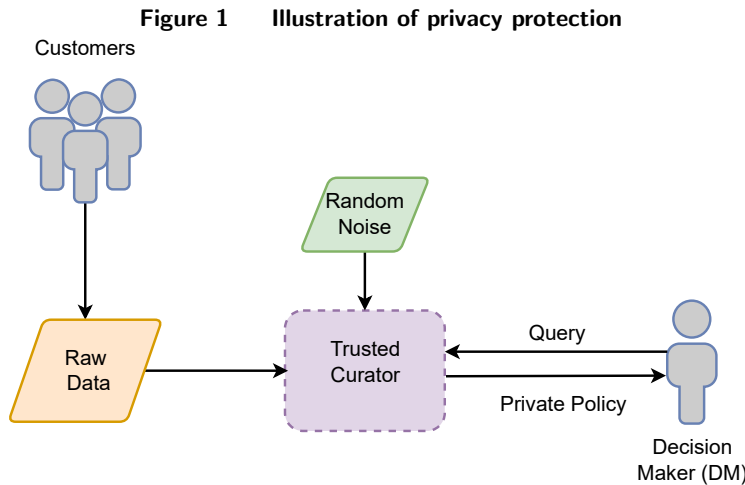 Figure 1 Illustration of privacy protection
Customers
Random
Noise
Raw
Data
Trusted
Curator
Query
Private Policy
Decision
Maker (DM)